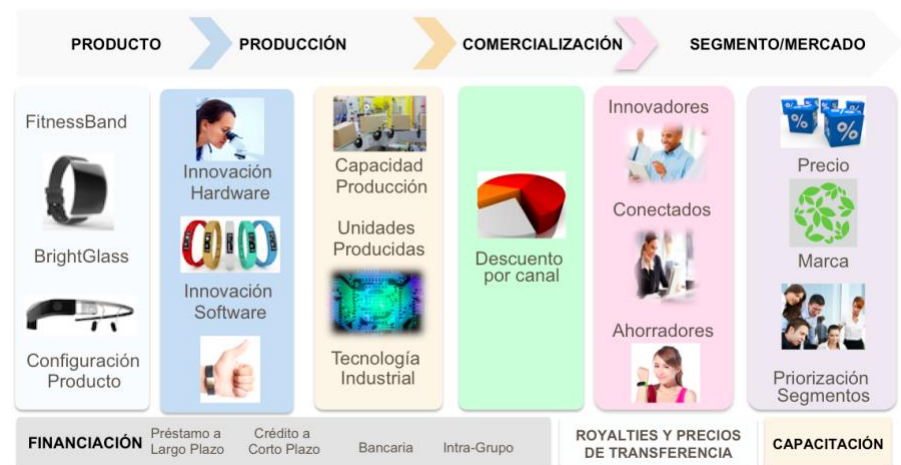 PRODUCTO
PRODUCCIÓN
COMERCIALIZACIÓN
SEGMENTO/MERCADO
FitnessBand
BrightGlass
Configuración
Producto
Innovación
Hardware
Innovación
Software
Capacidad
Producción
Unidades
Producidas
Tecnología
Industrial
Descuento
por canal
Innovadores
Conectados
Ahorradores
%
%
%
Precio
Marca
Priorización
Segmentos
FINANCIACIÓN
Préstamo a
Largo Plazo
Crédito a
Corto Plazo
Bancaria
Intra-Grupo
ROYALTIES Y PRECIOS
DE TRANSFERENCIA
CAPACITACIÓN